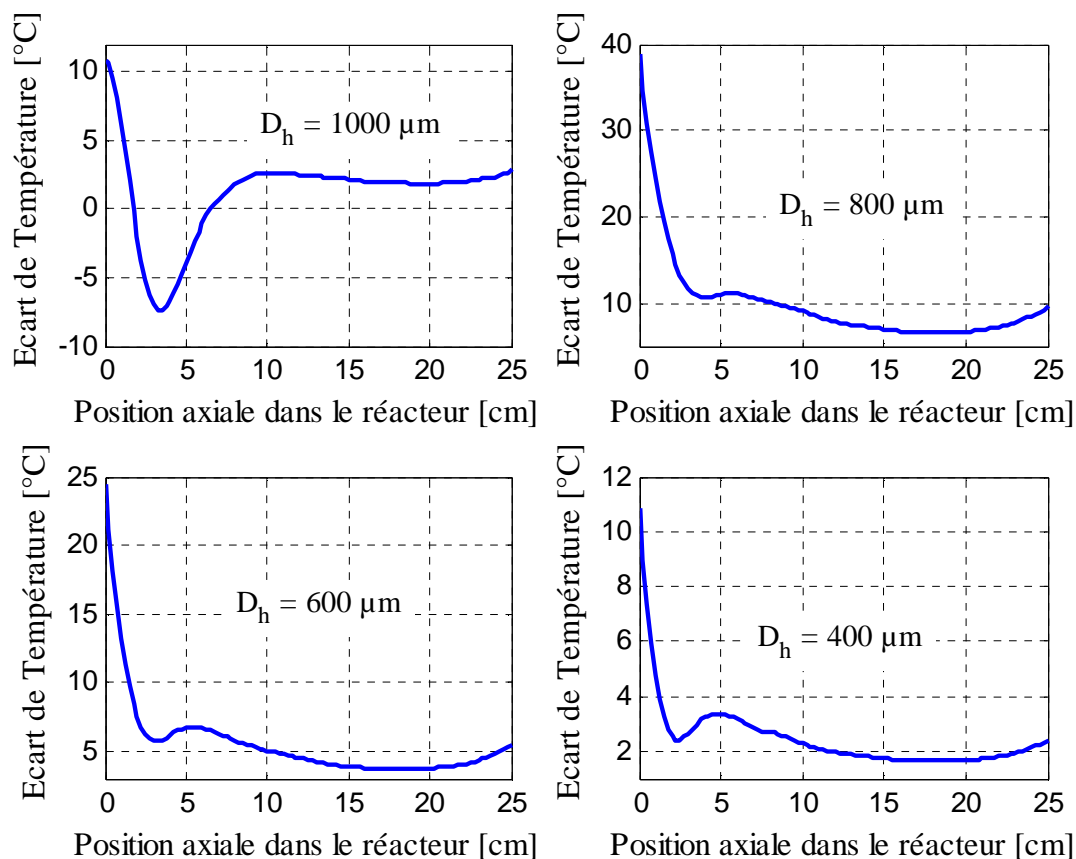 Ecart de Température [°C]
10
5
0
-5
-10
D_h = 1000 µm
0 5 10 15 20 25
Position axiale dans le réacteur [cm]
Ecart de Température [°C]
40
30
20
10
D_h = 800 µm
0 5 10 15 20 25
Position axiale dans le réacteur [cm]
Ecart de Température [°C]
25
20
15
10
5
D_h = 600 µm
0 5 10 15 20 25
Position axiale dans le réacteur [cm]
Ecart de Température [°C]
12
10
8
6
4
2
D_h = 400 µm
0 5 10 15 20 25
Position axiale dans le réacteur [cm]